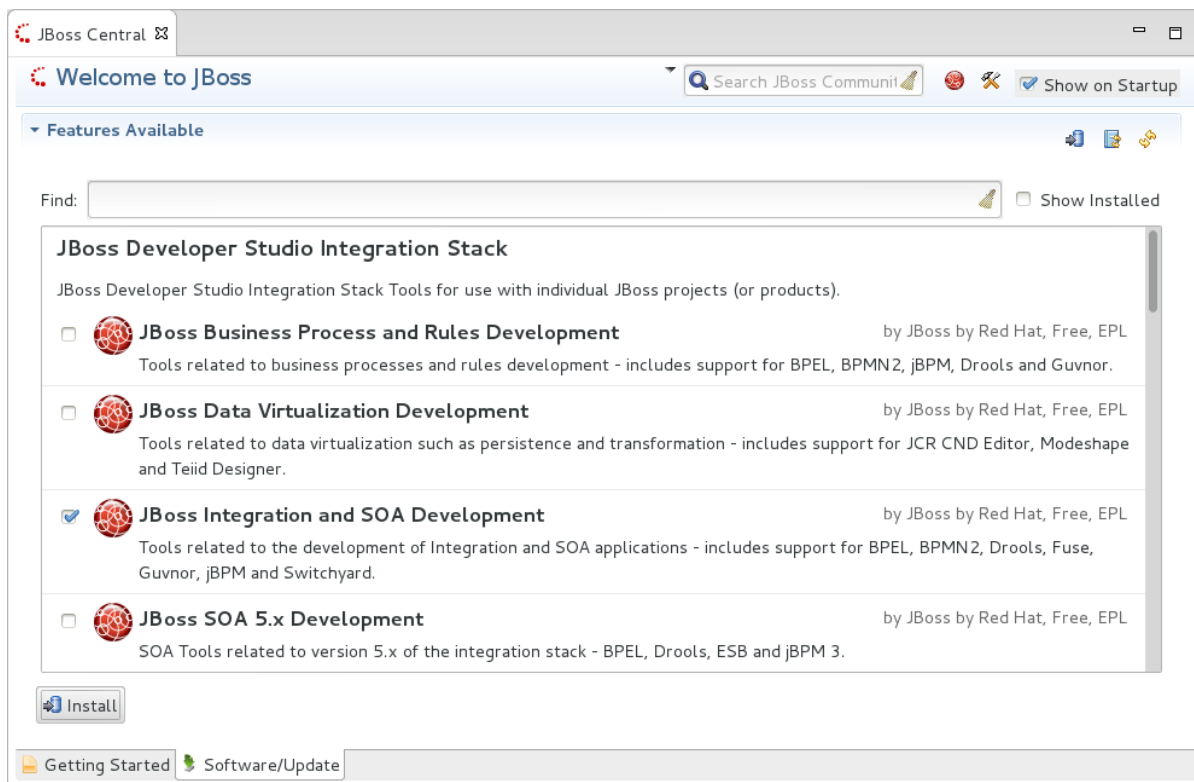 JBoss Central
Welcome to JBoss
Search JBoss Communit
Show on Startup
Features Available
Find:
Show Installed
JBoss Developer Studio Integration Stack
JBoss Developer Studio Integration Stack Tools for use with individual JBoss projects (or products).
JBoss Business Process and Rules Development
by JBoss by Red Hat, Free, EPL
Tools related to business processes and rules development - includes support for BPEL, BPMN2, jBPM, Drools and Guvnor.
JBoss Data Virtualization Development
by JBoss by Red Hat, Free, EPL
Tools related to data virtualization such as persistence and transformation - includes support for JCR CND Editor, Modeshape
and Teiid Designer.
JBoss Integration and SOA Development
by JBoss by Red Hat, Free, EPL
Tools related to the development of Integration and SOA applications - includes support for BPEL, BPMN2, Drools, Fuse,
Guvnor, jBPM and Switchyard.
JBoss SOA 5.x Development
by JBoss by Red Hat, Free, EPL
SOA Tools related to version 5.x of the integration stack - BPEL, Drools, ESB and jBPM 3.
Install
Getting Started
Software/Update